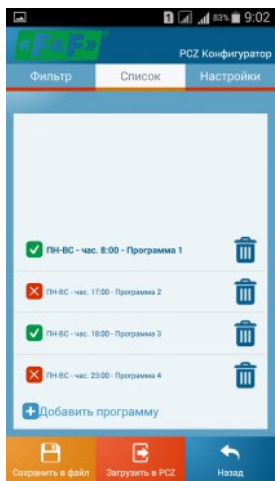 1 83% 9:02
«F&F»
PCZ Конфигуратор
Фильтр Список Настройки
ПН-ВС - час. 8:00 - Программа 1
ПН-ВС - час. 17:00 - Программа 2
ПН-ВС - час. 18:00 - Программа 3
ПН-ВС - час. 23:00 - Программа 4
Добавить программу
Сохранить в файл Загрузить в PCZ Назад